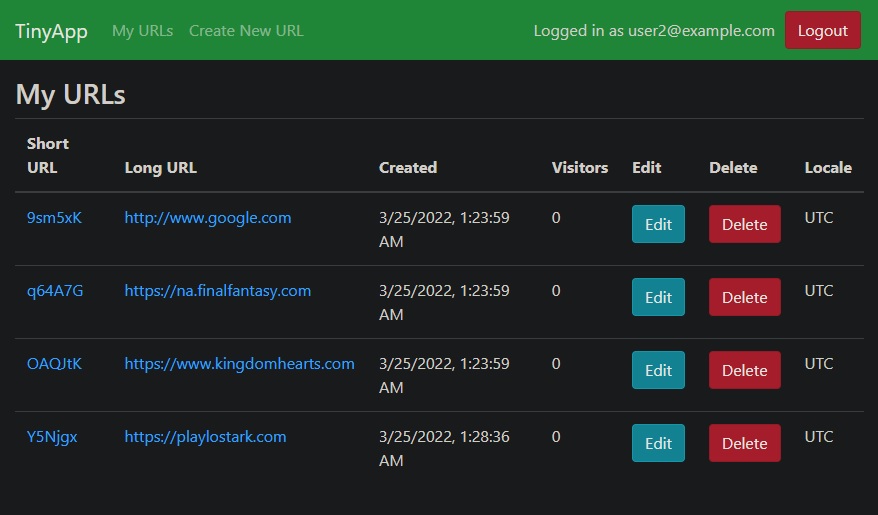 TinyApp My URLs Create New URL Logged in as user2@example.com Logout
My URLs
Short
URL Long URL Created Visitors Edit Delete Locale
9sm5xK http://www.google.com 3/25/2022, 1:23:59 0 Edit Delete UTC
AM
q64A7G https://na.finalfantasy.com 3/25/2022, 1:23:59 0 Edit Delete UTC
AM
OAQJtK https://www.kingdomhearts.com 3/25/2022, 1:23:59 0 Edit Delete UTC
AM
Y5Njgx https://playlostark.com 3/25/2022, 1:28:36 0 Edit Delete UTC
AM